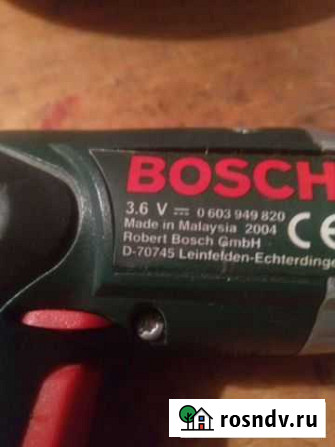 BOSCH
3.6 V ⎓ 0 603 949 820
Made in Malaysia 2004
Robert Bosch GmbH
D-70745 Leinfelden-Echterdinge
CE
rosndv.ru